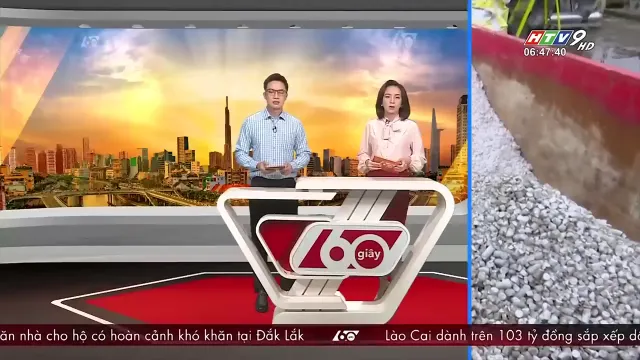 HTV9 HD
06:47:40
60 giây
ăn nhà cho hộ có hoàn cảnh khó khăn tại Đắk Lắk 60 Lào Cai dành trên 103 tỷ đồng sắp xếp d